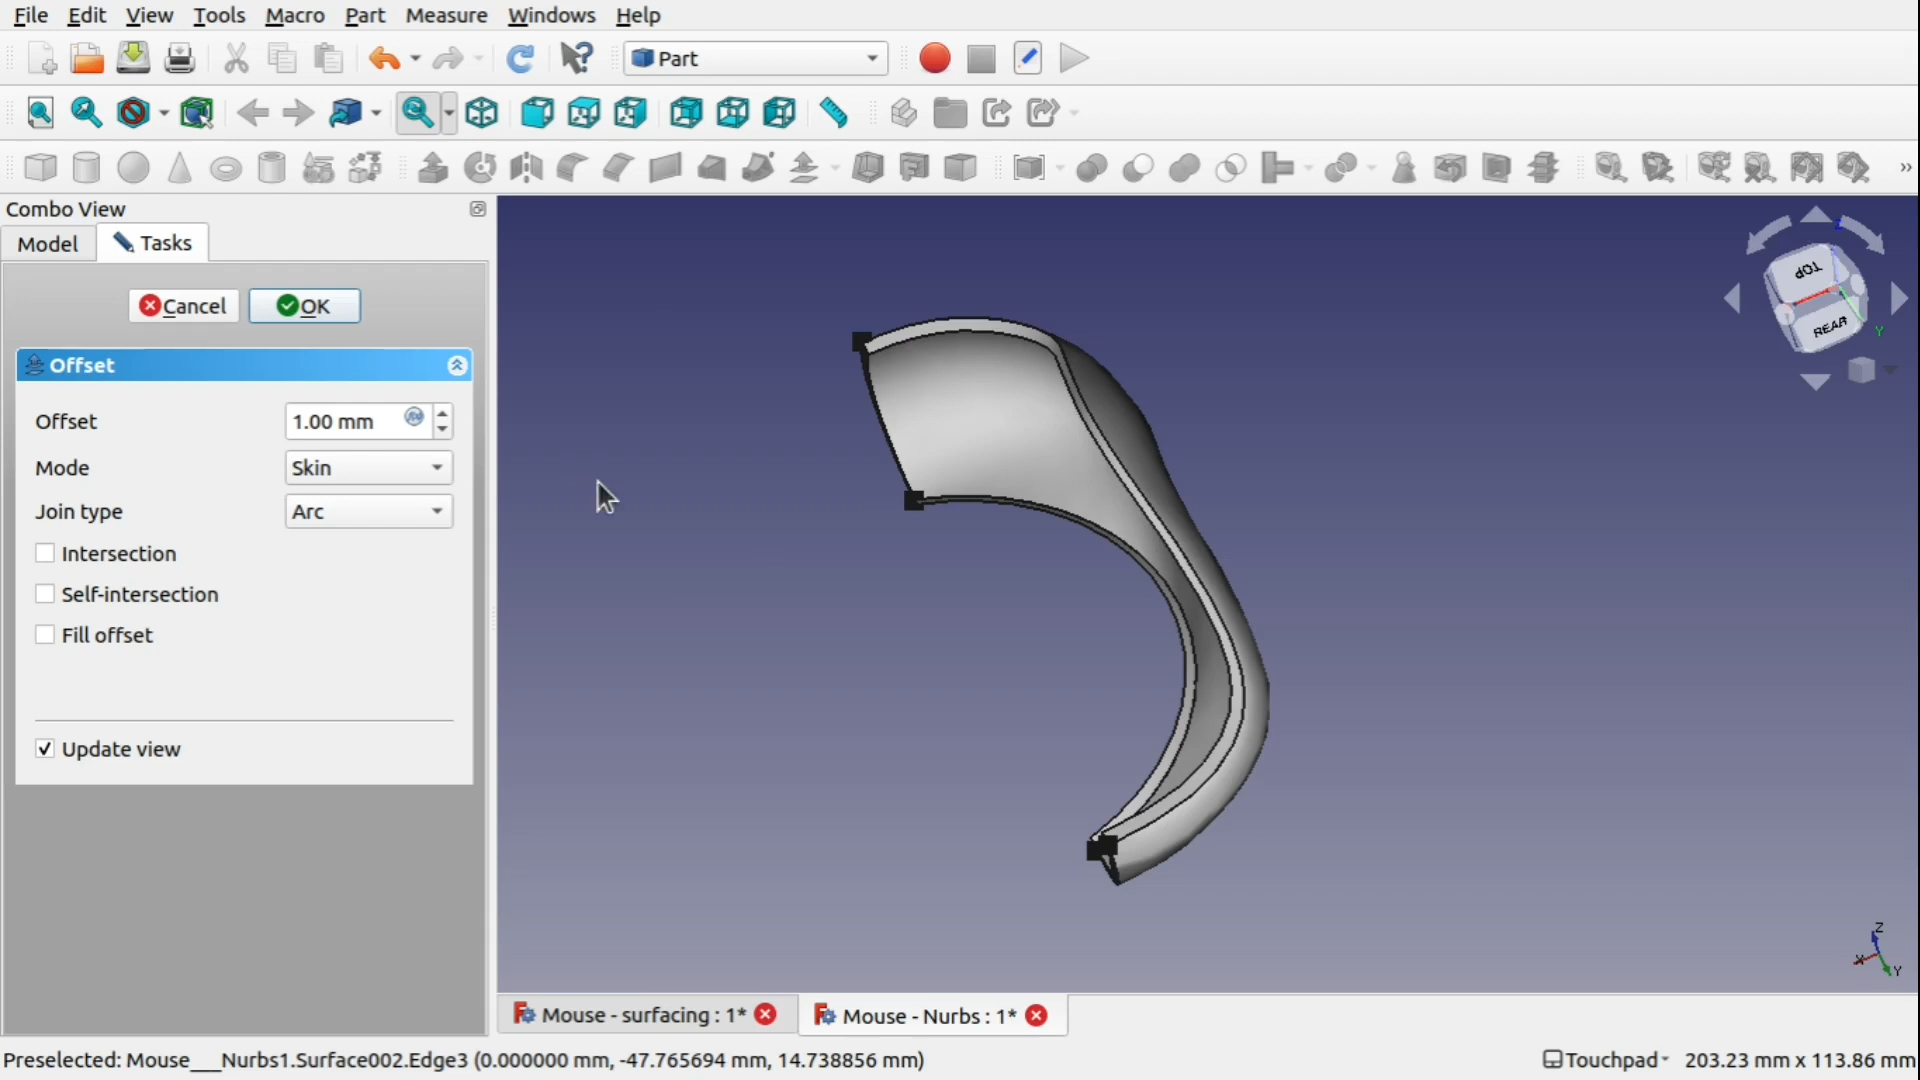 File Edit View Tools Macro Part Measure Windows Help
Part
Combo View
Model Tasks
Cancel OK
Offset
Offset 1.00 mm
Mode Skin
Join type Arc
Intersection
Self-intersection
Fill offset
Update view
TOP
REAR
Z
Y
Z
X
Y
Mouse - surfacing : 1* Mouse - Nurbs : 1*
Preselected: Mouse___Nurbs1.Surface002.Edge3 (0.000000 mm, -47.765694 mm, 14.738856 mm) Touchpad 203.23 mm x 113.86 mm